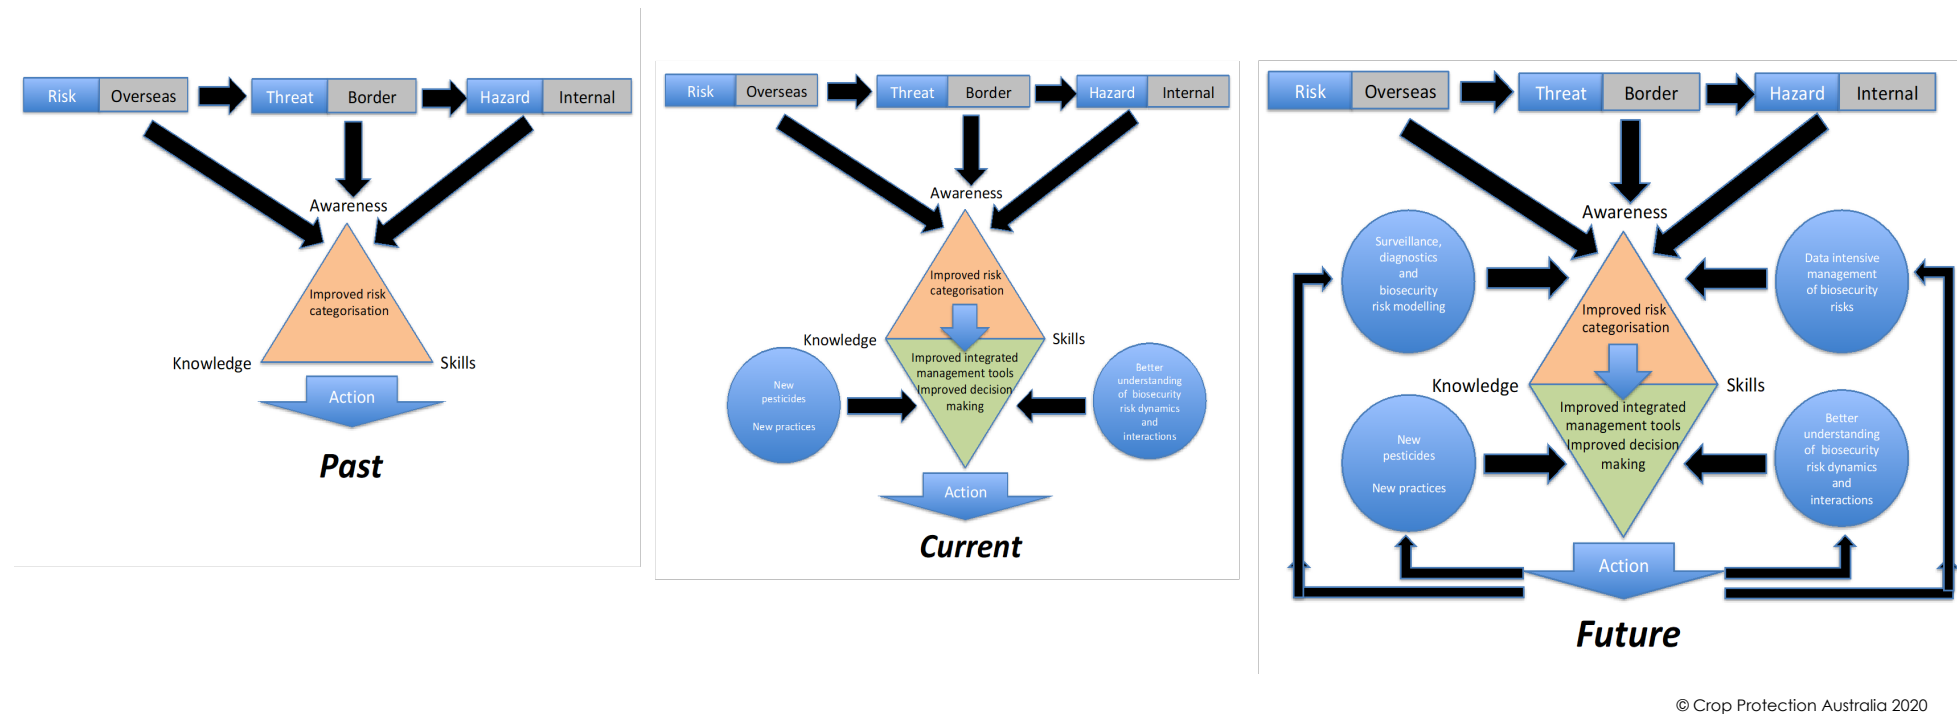 Risk Overseas Threat Border Hazard Internal
Awareness
Improved risk
categorisation
Knowledge
Skills
Action
Past
Risk Overseas Threat Border Hazard Internal
Awareness
Improved risk
categorisation
Knowledge
Skills
Improved integrated
management tools
Improved decision
making
New
pesticides
New practices
Better
understanding
of biosecurity
risk dynamics
and
interactions
Action
Current
Risk Overseas Threat Border Hazard Internal
Awareness
Surveillance,
diagnostics
and
biosecurity
risk modelling
Data intensive
management
of biosecurity
risks
Improved risk
categorisation
Knowledge
Skills
Improved integrated
management tools
Improved decision
making
New
pesticides
New practices
Better
understanding
of biosecurity
risk dynamics
and
interactions
Action
Future
© Crop Protection Australia 2020